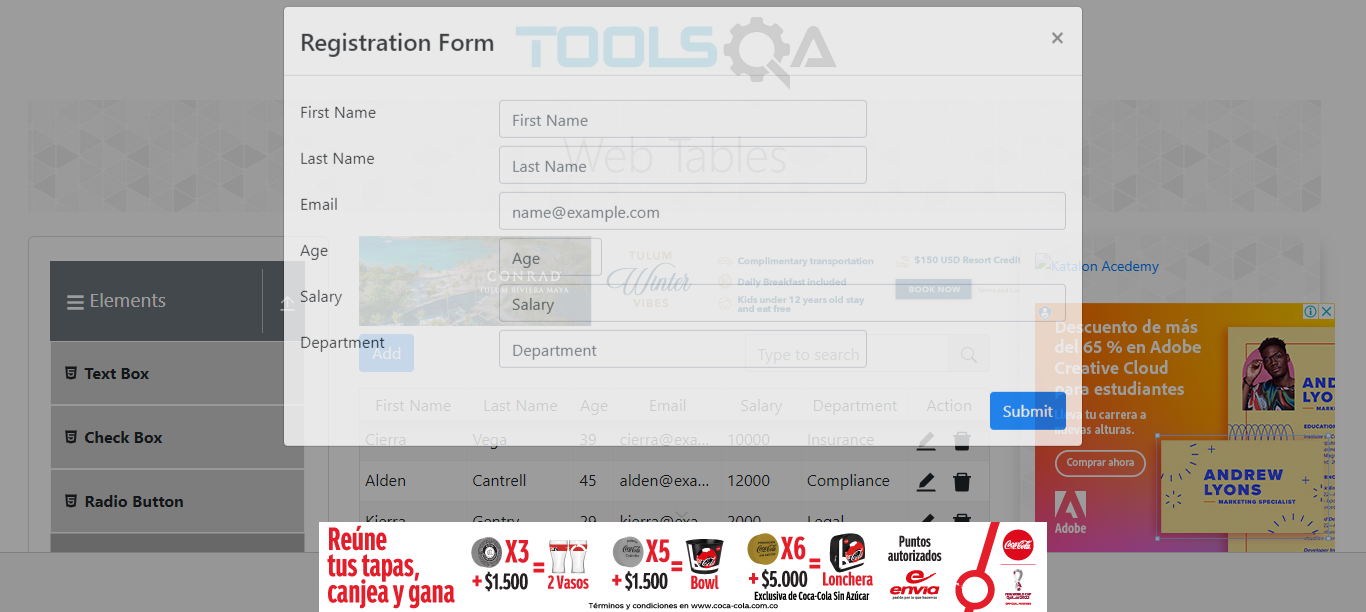 TOOLSQA
Registration Form
×
Web Tables
First Name
First Name
Last Name
Last Name
Email
name@example.com
Age
Age
Salary
Salary
Department
Department
Submit
Elements
Text Box
Check Box
Radio Button
CONRAD
TULUM RIVIERA MAYA
TULUM
Winter
VIBES
Complimentary transportation
Daily Breakfast included
Kids under 12 years old stay
and eat free
$150 USD Resort Credit
BOOK NOW
Katalon Acedemy
Add
Type to search
First Name Last Name Age Email Salary Department Action
Cierra Vega 39 cierra@exa... 10000 Insurance
Alden Cantrell 45 alden@exa... 12000 Compliance
Kierra Gentry 29 kierra@exa... 2000 Legal
Descuento de más
del 65 % en Adobe
Creative Cloud
para estudiantes
Lleva tu carrera a
nuevas alturas.
Comprar ahora
Adobe
ANDREW
LYONS
MARKETING SPECIALIST
Reúne
tus tapas,
canjea y gana
X3
+$1.500
=
2 Vasos
X5
+$1.500
=
Bowl
X6
+$5.000
=
Lonchera
Exclusiva de Coca-Cola Sin Azúcar
Puntos
autorizados
envia
Coca-Cola
Términos y condiciones en www.coca-cola.com.co